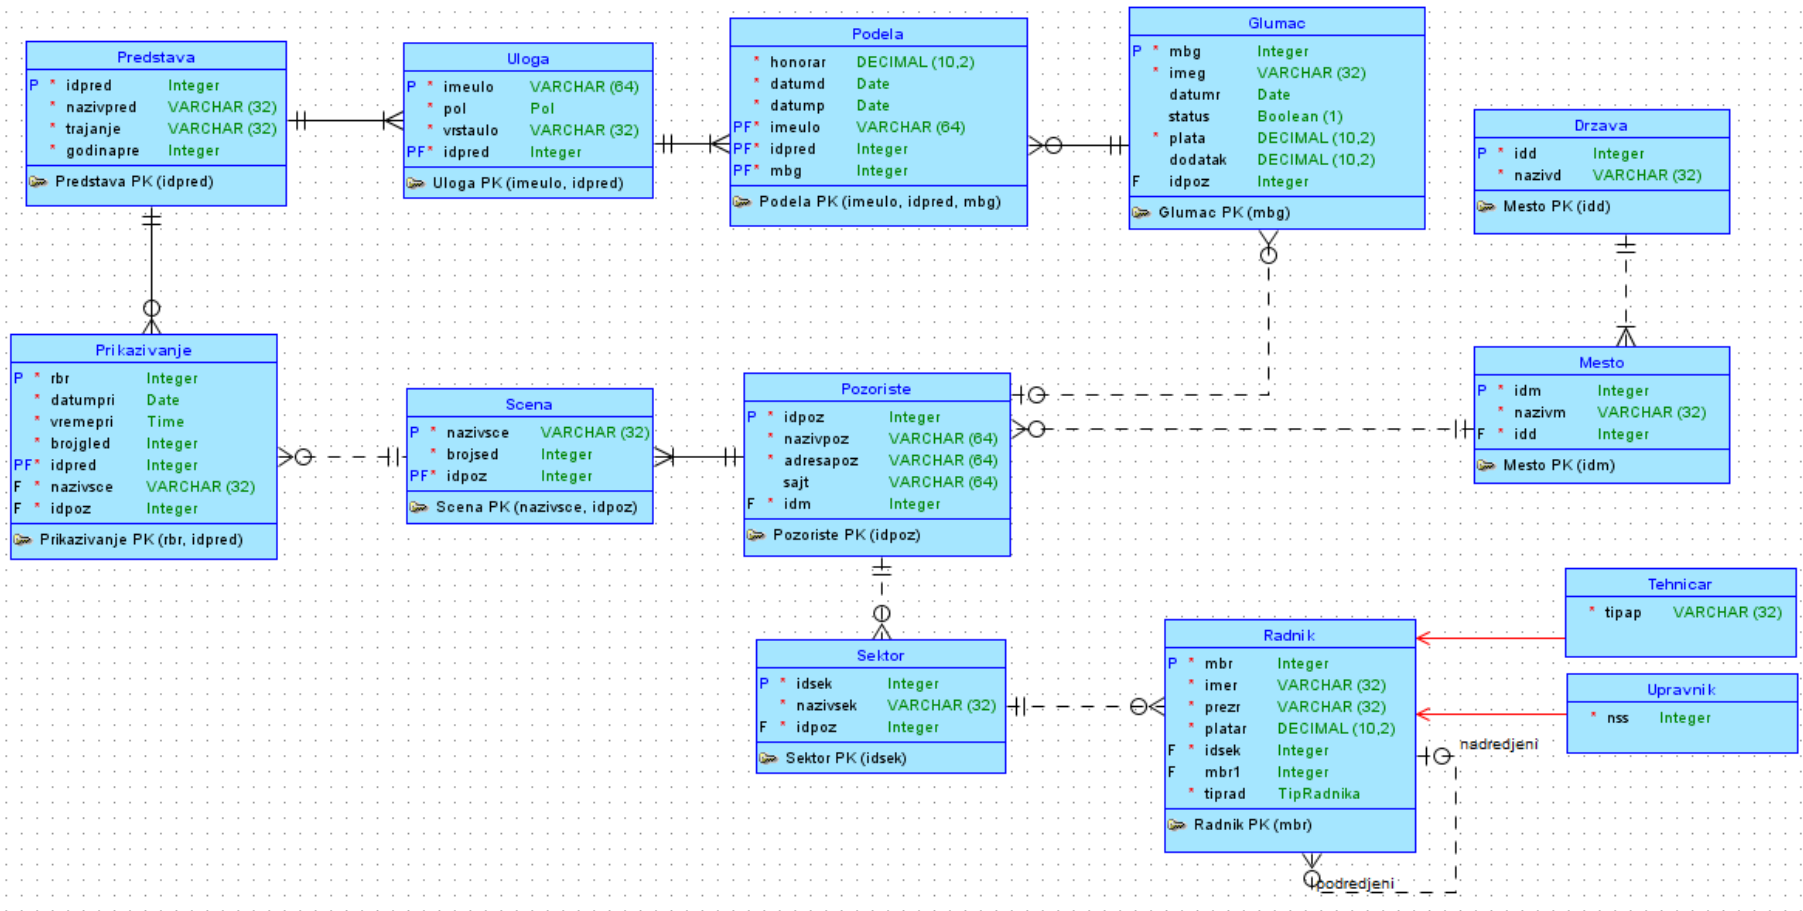 Predstava
P * idpred Integer
* nazivpred VARCHAR (32)
* trajanje VARCHAR (32)
* godinapre Integer
Predstava PK (idpred)
Uloga
P * imeulo VARCHAR (64)
* pol Pol
* vrstaulo VARCHAR (32)
PF* idpred Integer
Uloga PK (imeulo, idpred)
Podela
* honorar DECIMAL (10,2)
* datumd Date
* datump Date
PF* imeulo VARCHAR (64)
PF* idpred Integer
PF* mbg Integer
Podela PK (imeulo, idpred, mbg)
Glumac
P * mbg Integer
* imeg VARCHAR (32)
datumr Date
status Boolean (1)
* plata DECIMAL (10,2)
dodatak DECIMAL (10,2)
F idpoz Integer
Glumac PK (mbg)
Drzava
P * idd Integer
* nazivd VARCHAR (32)
Mesto PK (idd)
Prikazivanje
P * rbr Integer
* datumpri Date
* vremepri Time
* brojgled Integer
PF* idpred Integer
F * nazivsce VARCHAR (32)
F * idpoz Integer
Prikazivanje PK (rbr, idpred)
Scena
P * nazivsce VARCHAR (32)
* brojsed Integer
PF* idpoz Integer
Scena PK (nazivsce, idpoz)
Pozoriste
P * idpoz Integer
* nazivpoz VARCHAR (64)
* adresapoz VARCHAR (64)
sajt VARCHAR (64)
F * idm Integer
Pozoriste PK (idpoz)
Mesto
P * idm Integer
* nazivm VARCHAR (32)
F * idd Integer
Mesto PK (idm)
Sektor
P * idsek Integer
* nazivsek VARCHAR (32)
F * idpoz Integer
Sektor PK (idsek)
Radnik
P * mbr Integer
* imer VARCHAR (32)
* prezr VARCHAR (32)
* platar DECIMAL (10,2)
F * idsek Integer
F mbr1 Integer
* tiprad TipRadnika
Radnik PK (mbr)
Tehnicar
* tipap VARCHAR (32)
Upravnik
* nss Integer
nadredjeni
podredjeni